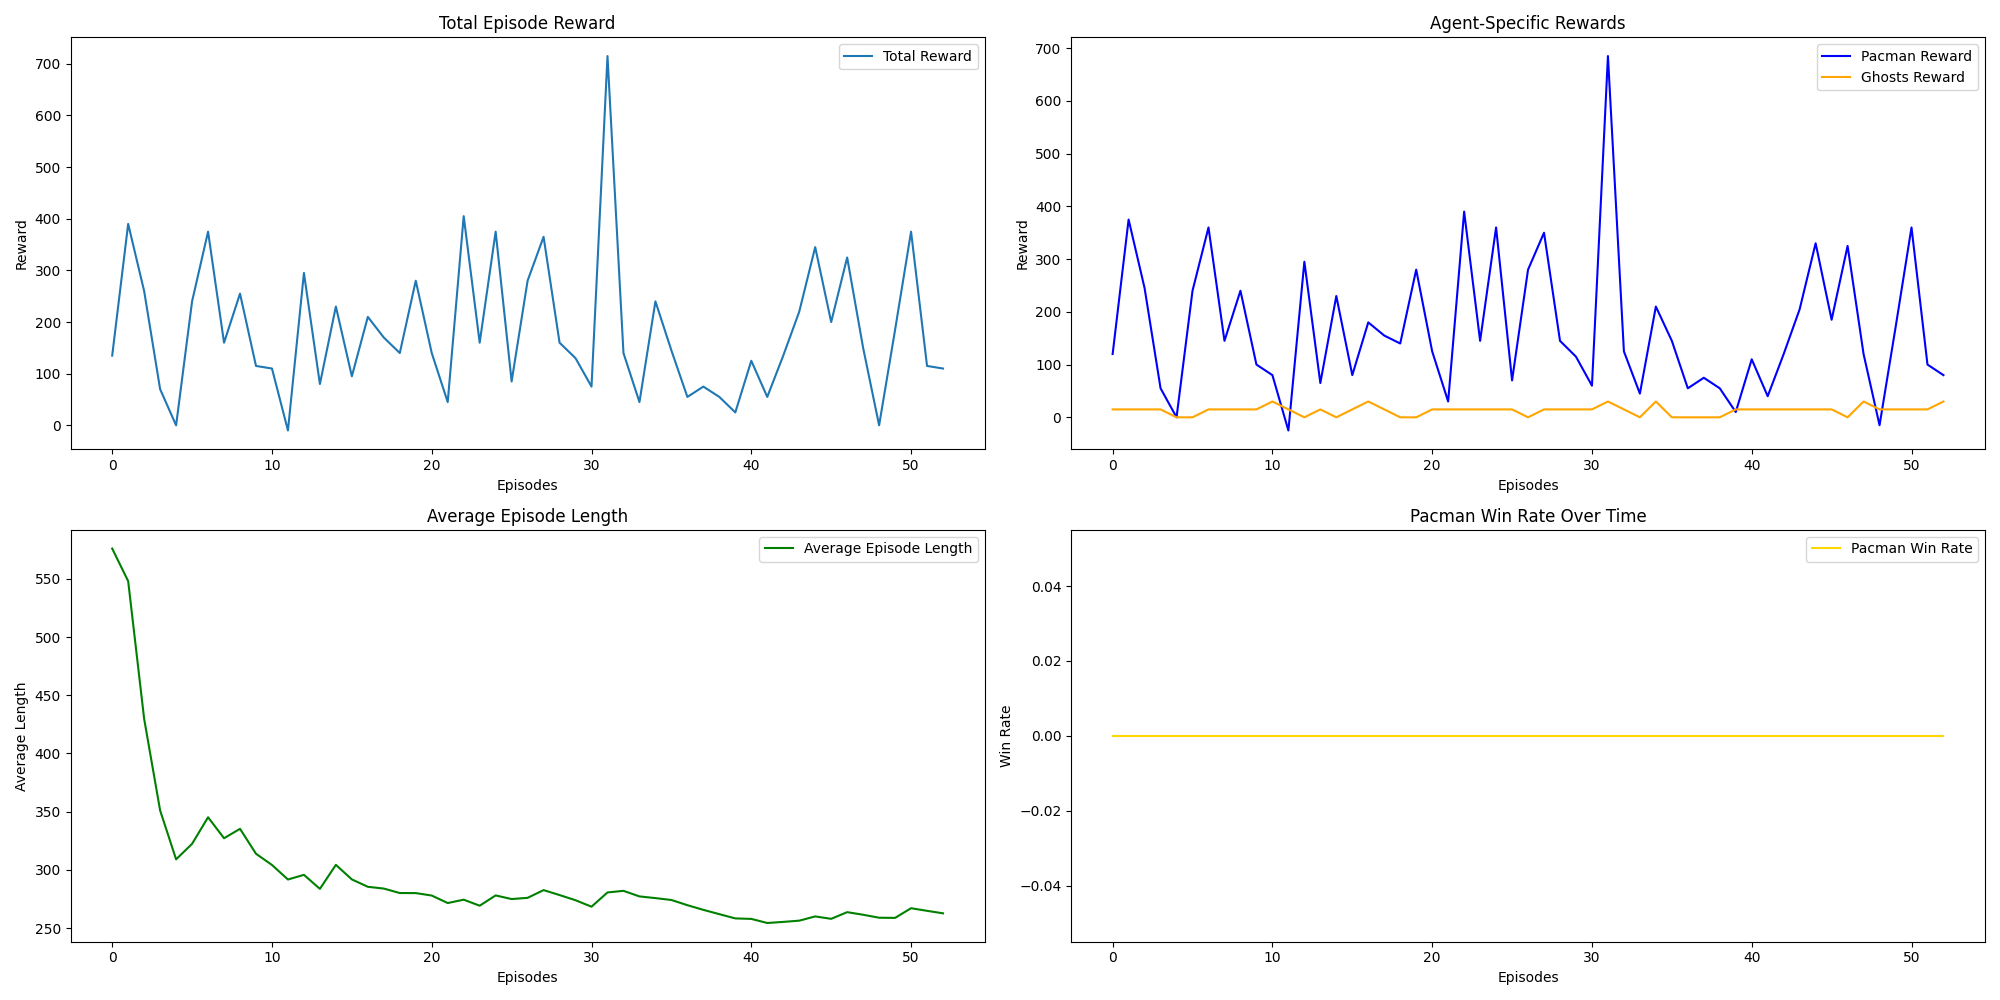 Total Episode Reward
Total Reward
700
600
500
400
300
200
100
0
Reward
0 10 20 30 40 50
Episodes
Agent-Specific Rewards
Pacman Reward
Ghosts Reward
700
600
500
400
300
200
100
0
Reward
0 10 20 30 40 50
Episodes
Average Episode Length
Average Episode Length
550
500
450
400
350
300
250
Average Length
0 10 20 30 40 50
Episodes
Pacman Win Rate Over Time
Pacman Win Rate
0.04
0.02
0.00
−0.02
−0.04
Win Rate
0 10 20 30 40 50
Episodes